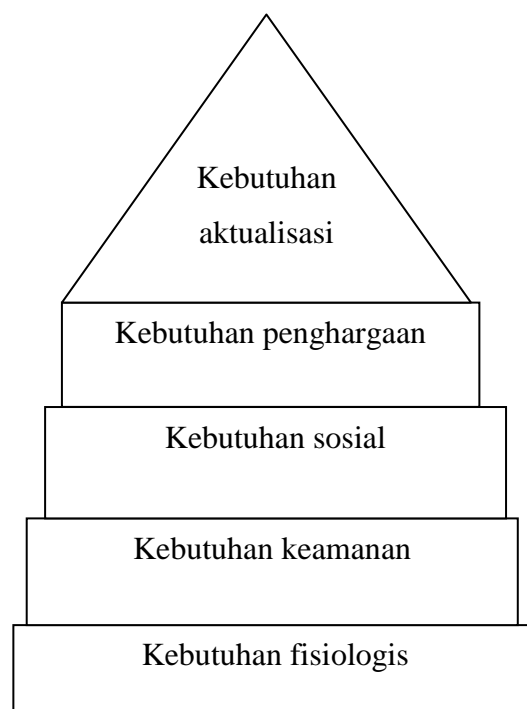 Kebutuhan
aktualisasi
Kebutuhan penghargaan
Kebutuhan sosial
Kebutuhan keamanan
Kebutuhan fisiologis